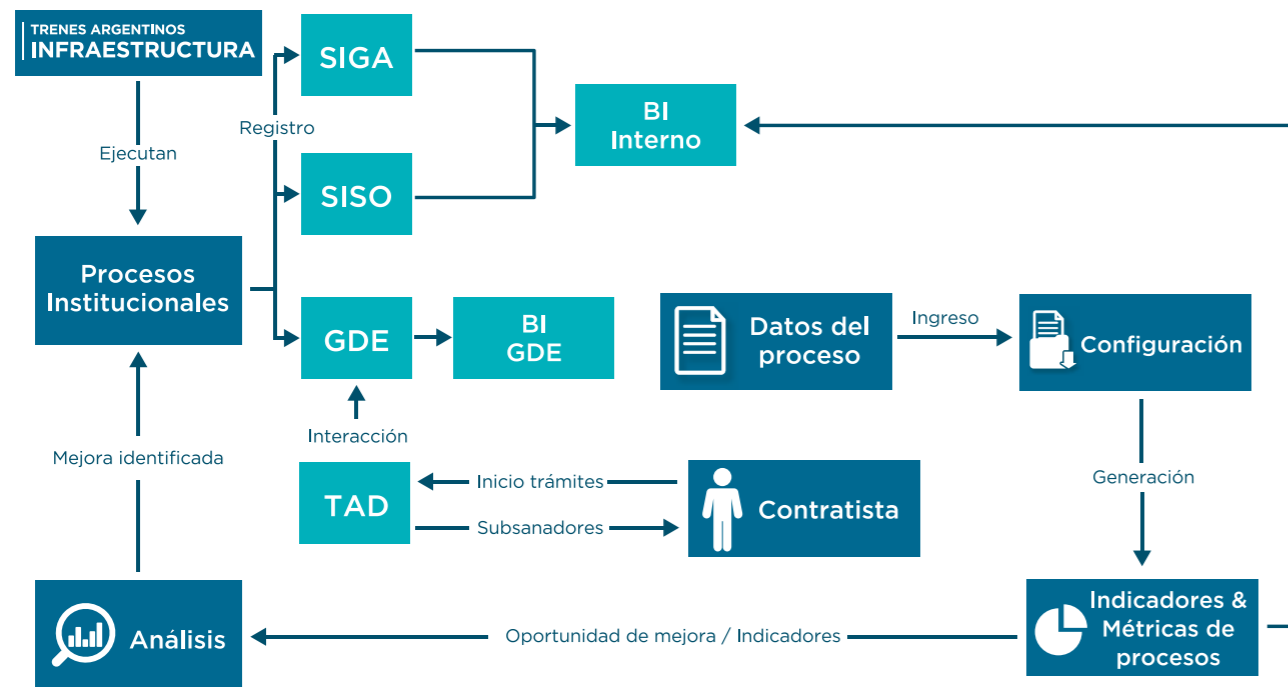 TRENES ARGENTINOS
INFRAESTRUCTURA
SIGA
BI
Interno
Registro
Ejecutan
SISO
Procesos
Institucionales
GDE
BI
GDE
Datos del
proceso
Ingreso
Configuración
Interacción
Mejora identificada
TAD
Inicio trámites
Subsanadores
Contratista
Generación
Análisis
Oportunidad de mejora / Indicadores
Indicadores &
Métricas de
procesos